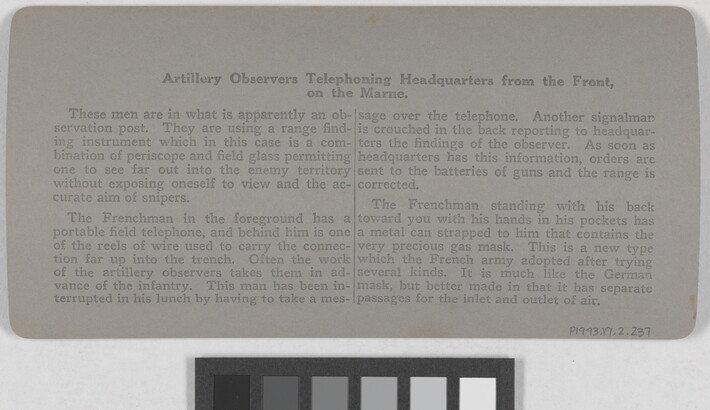 Artillery Observers Telephoning Headquarters from the Front,
on the Marne.
These men are in what is apparently an ob-
servation post. They are using a range find-
ing instrument which in this case is a com-
bination of periscope and field glass permitting
one to see far out into the enemy territory
without exposing oneself to view and the ac-
curate aim of snipers.
The Frenchman in the foreground has a
portable field telephone, and behind him is one
of the reels of wire used to carry the connec-
tion far up into the trench. Often the work
of the artillery observers takes them in ad-
vance of the infantry. This man has been in-
terrupted in his lunch by having to take a mes-
sage over the telephone. Another signalman
is crouched in the back reporting to headquar-
ters the findings of the observer. As soon as
headquarters has this information, orders are
sent to the batteries of guns and the range is
corrected.
The Frenchman standing with his back
toward you with his hands in his pockets has
a metal can strapped to him that contains the
very precious gas mask. This is a new type
which the French army adopted after trying
several kinds. It is much like the German
mask, but better made in that it has separate
passages for the inlet and outlet of air.
P1973.17.2.237